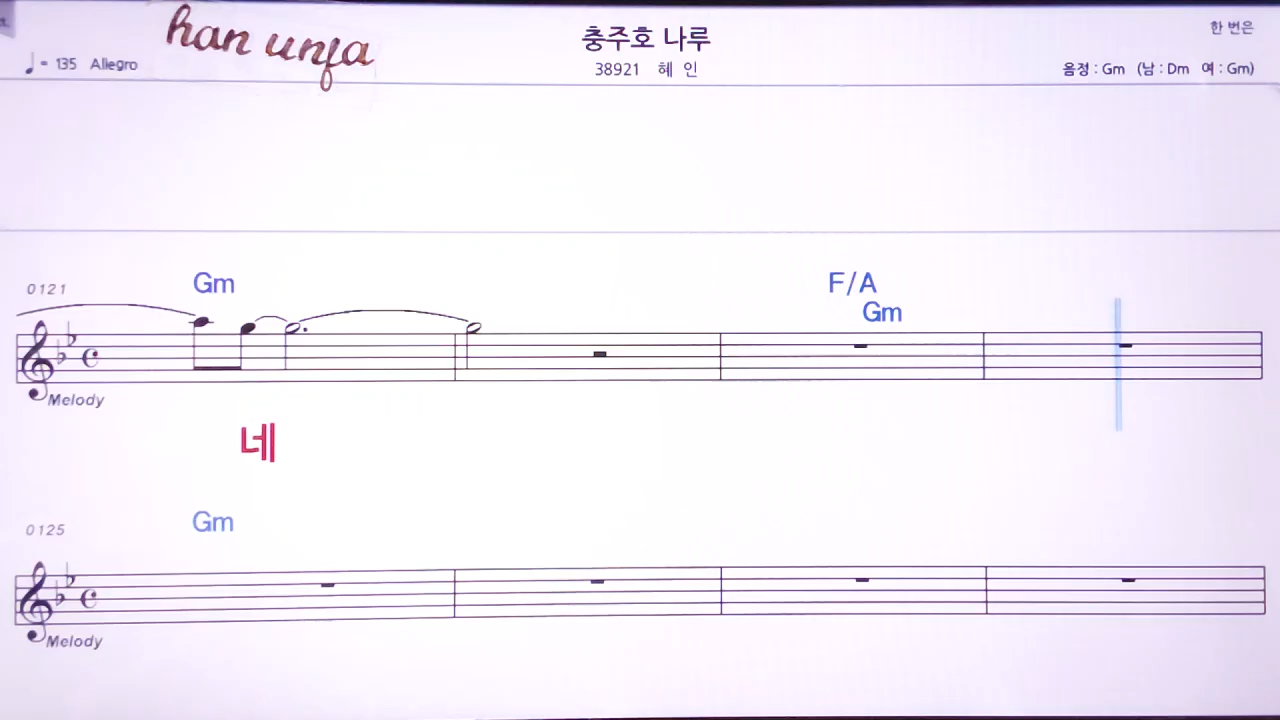 han unfa
충주호 나루
한 번은
♩ = 135 Allegro
38921 혜 인
음정 : Gm (남 : Dm 여 : Gm)
0121
Gm
F/A
Gm
Melody
네
0125
Gm
Melody